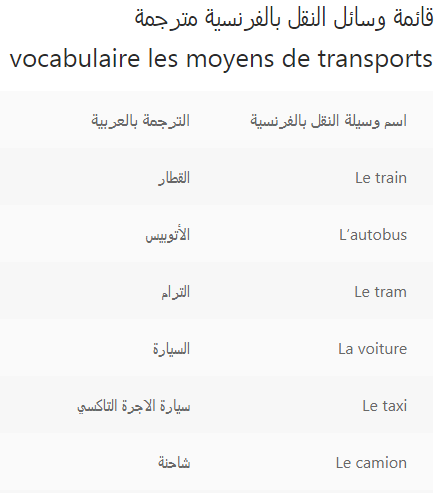 قائمة وسائل النقل بالفرنسية مترجمة
vocabulaire les moyens de transports
اسم وسيلة النقل بالفرنسية الترجمة بالعربية
Le train القطار
L’autobus الأتوبيس
Le tram الترام
La voiture السيارة
Le taxi سيارة الاجرة التاكسي
Le camion شاحنة